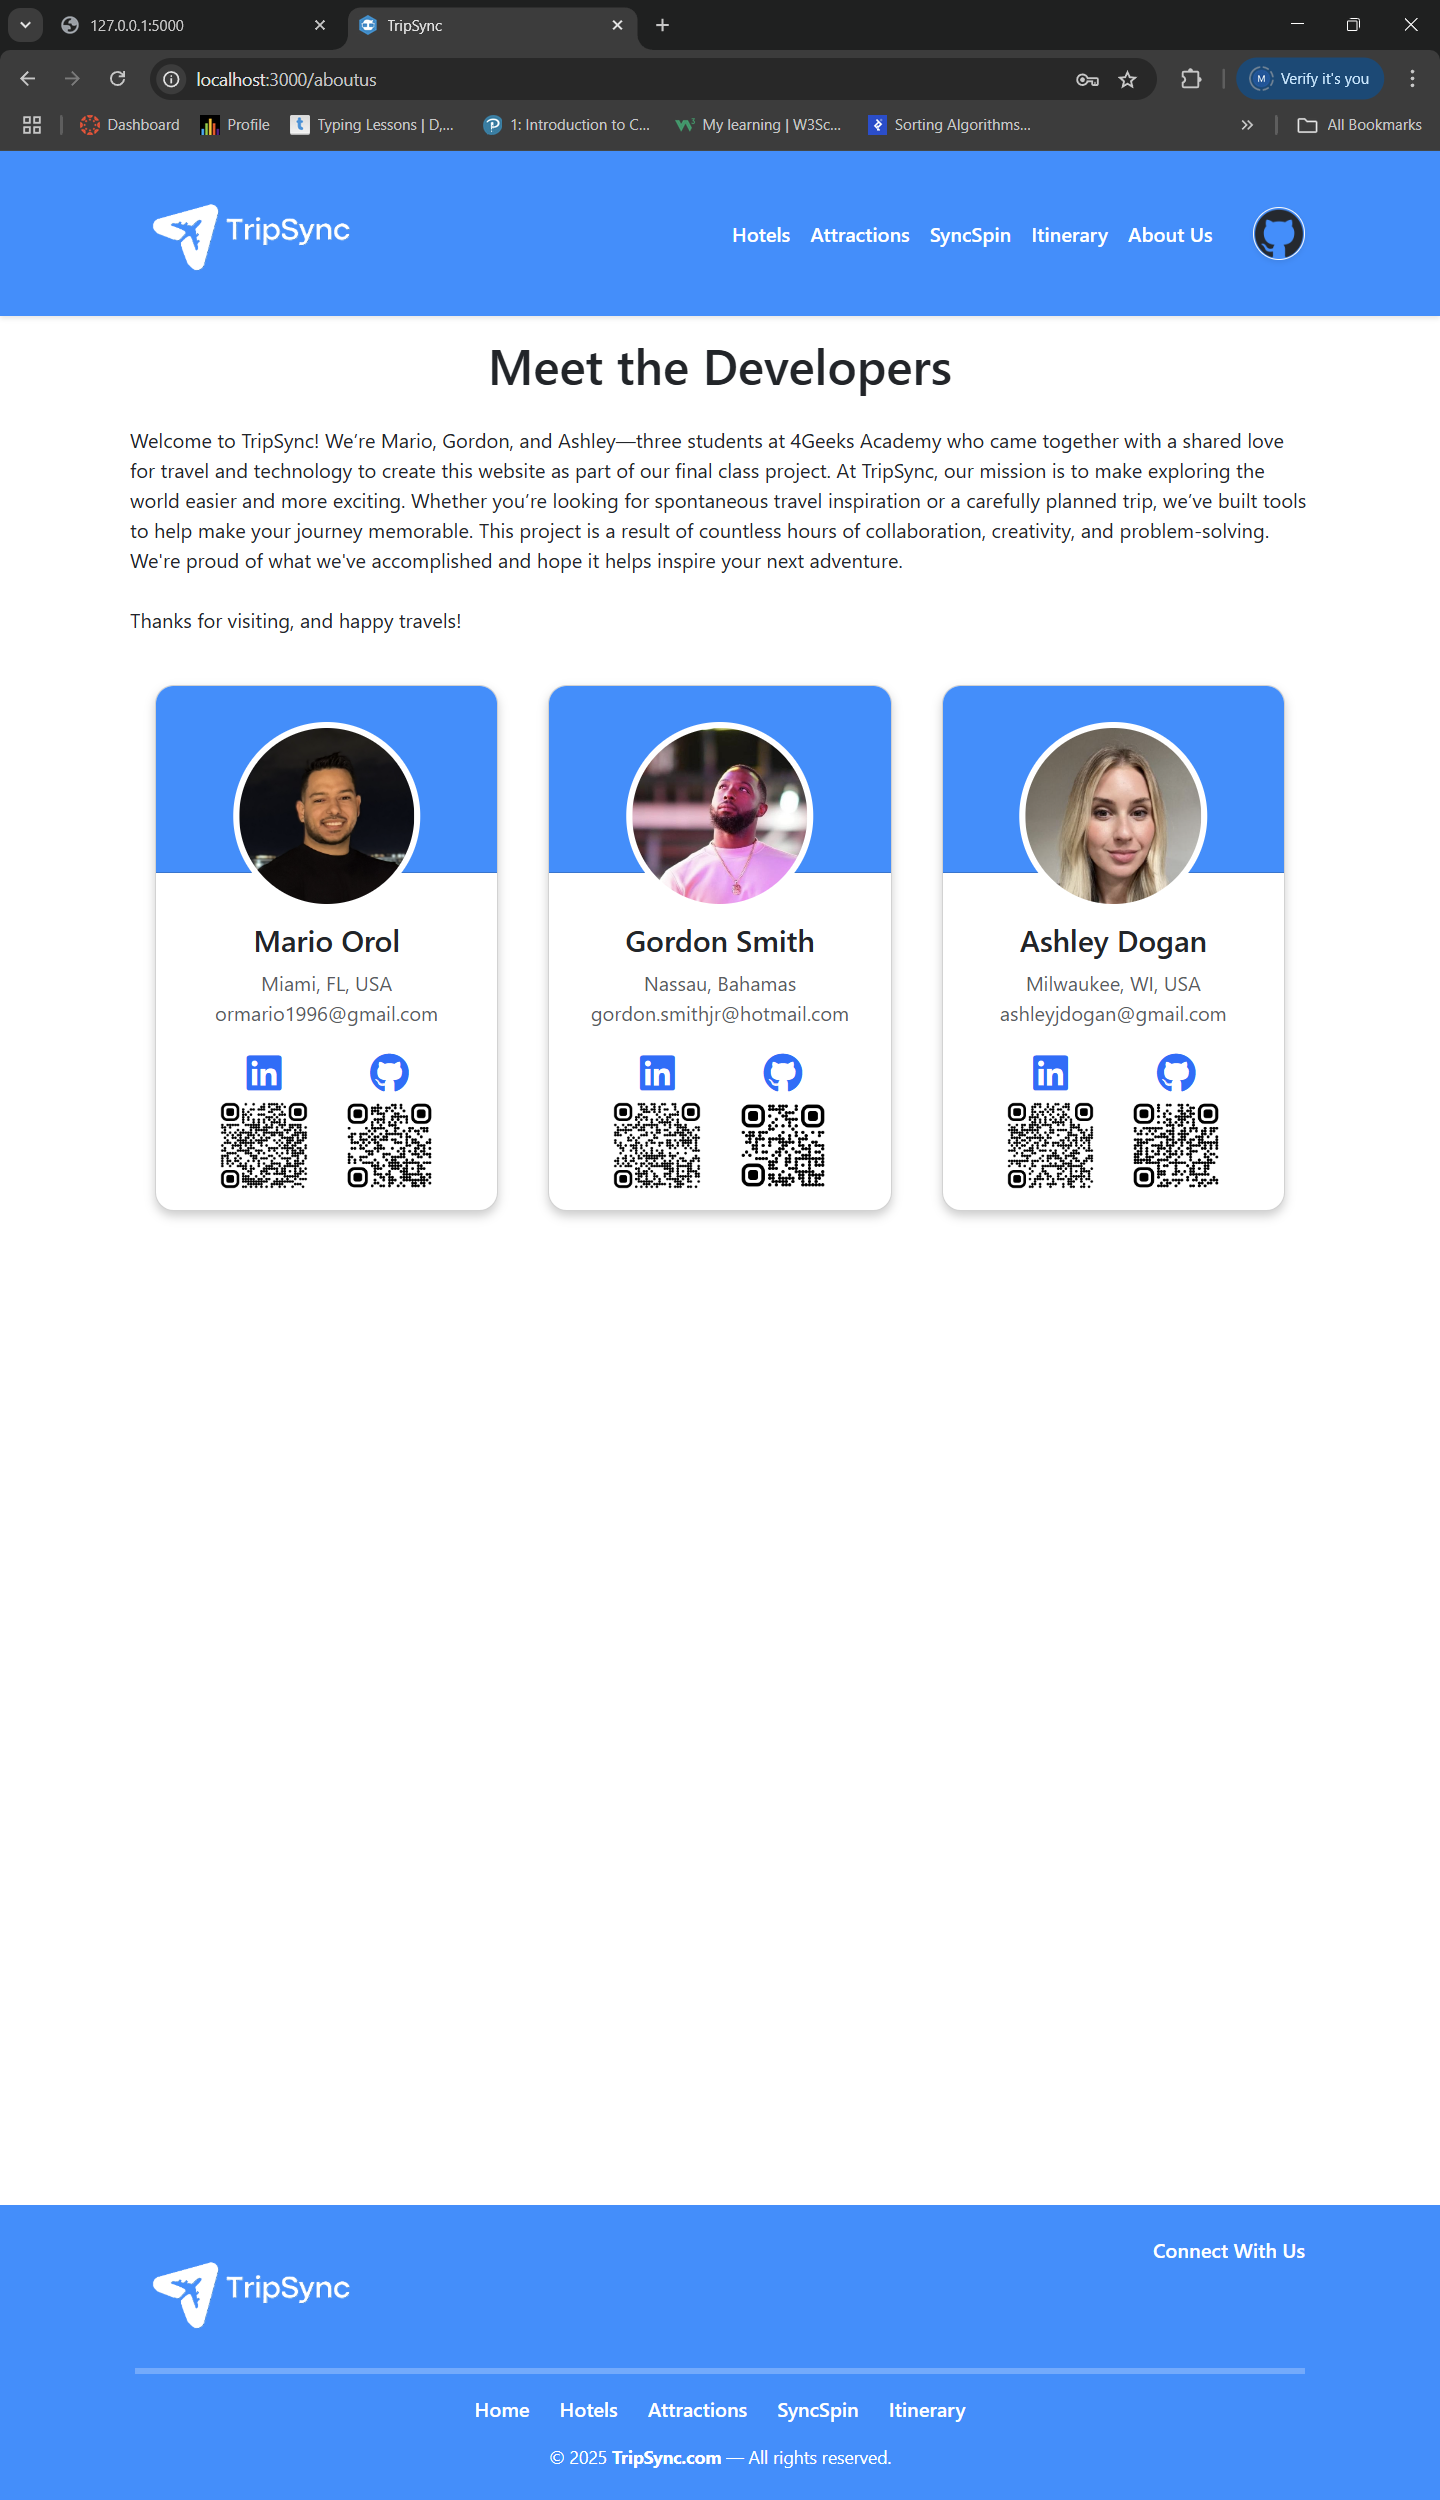 127.0.0.1:5000
TripSync
localhost:3000/aboutus
M
Verify it's you
Dashboard
Profile
t
Typing Lessons | D,...
1: Introduction to C...
My learning | W3Sc...
Sorting Algorithms...
All Bookmarks
TripSync
Hotels
Attractions
SyncSpin
Itinerary
About Us
Meet the Developers
Welcome to TripSync! We’re Mario, Gordon, and Ashley—three students at 4Geeks Academy who came together with a shared love
for travel and technology to create this website as part of our final class project. At TripSync, our mission is to make exploring the
world easier and more exciting. Whether you’re looking for spontaneous travel inspiration or a carefully planned trip, we’ve built tools
to help make your journey memorable. This project is a result of countless hours of collaboration, creativity, and problem-solving.
We're proud of what we've accomplished and hope it helps inspire your next adventure.
Thanks for visiting, and happy travels!
Mario Orol
Miami, FL, USA
ormario1996@gmail.com
in
Gordon Smith
Nassau, Bahamas
gordon.smithjr@hotmail.com
in
Ashley Dogan
Milwaukee, WI, USA
ashleyjdogan@gmail.com
in
TripSync
Connect With Us
Home
Hotels
Attractions
SyncSpin
Itinerary
© 2025 TripSync.com — All rights reserved.